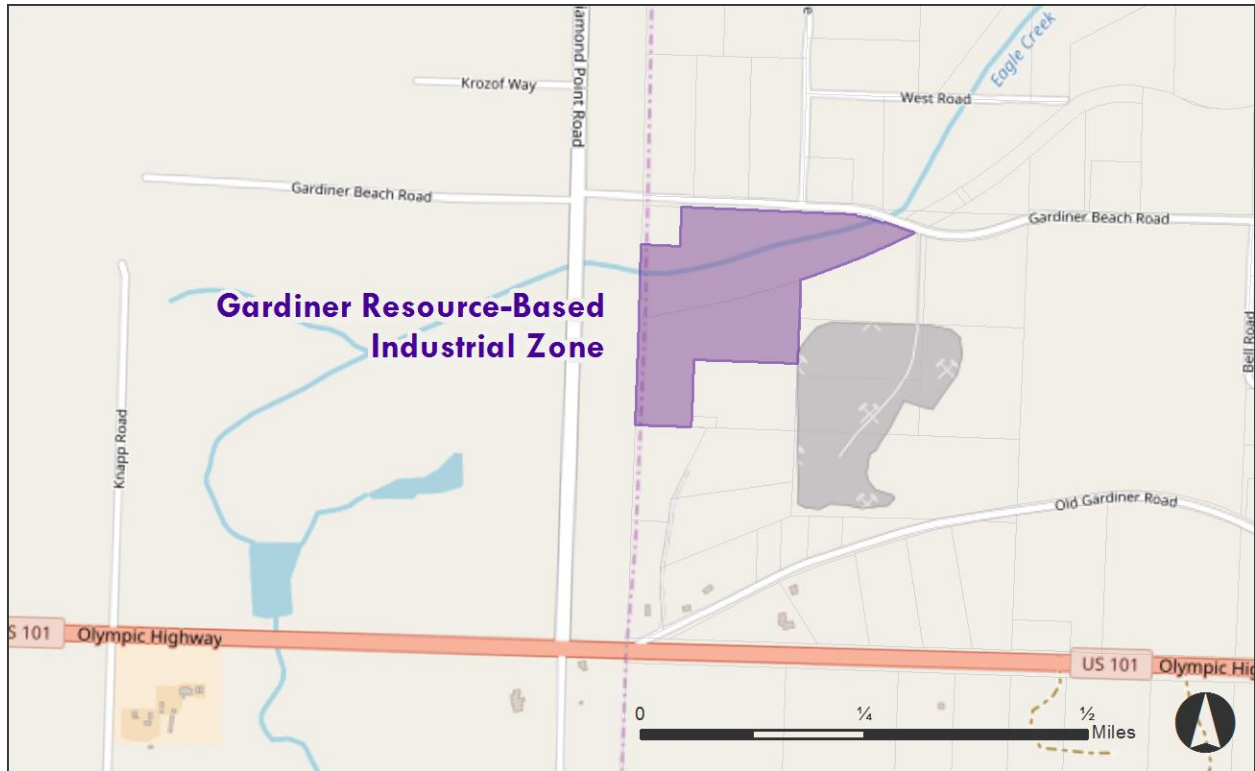 iamond Point Road
e
Eagle Creek
Krozof Way
West Road
Gardiner Beach Road
Gardiner Beach Road
Gardiner Resource-Based
Industrial Zone
Bell Road
Knapp Road
Old Gardiner Road
S 101
Olympic Highway
US 101
Olympic Hig
0
¼
½
Miles